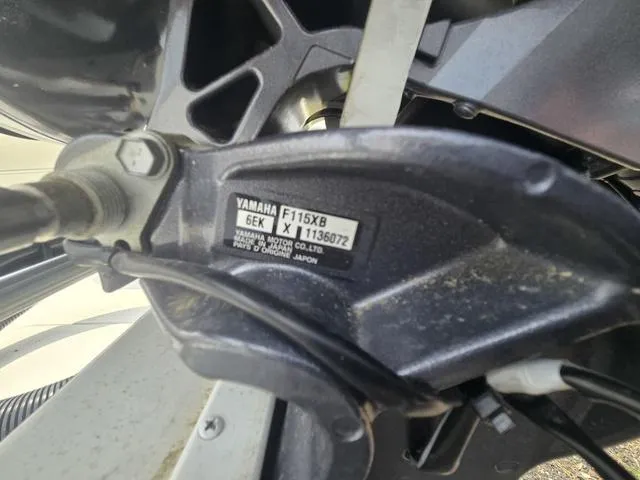 YAMAHA F115XB
6EK X 1136072
YAMAHA MOTOR CO.,LTD.
MADE IN JAPAN
PAYS D'ORIGINE JAPON